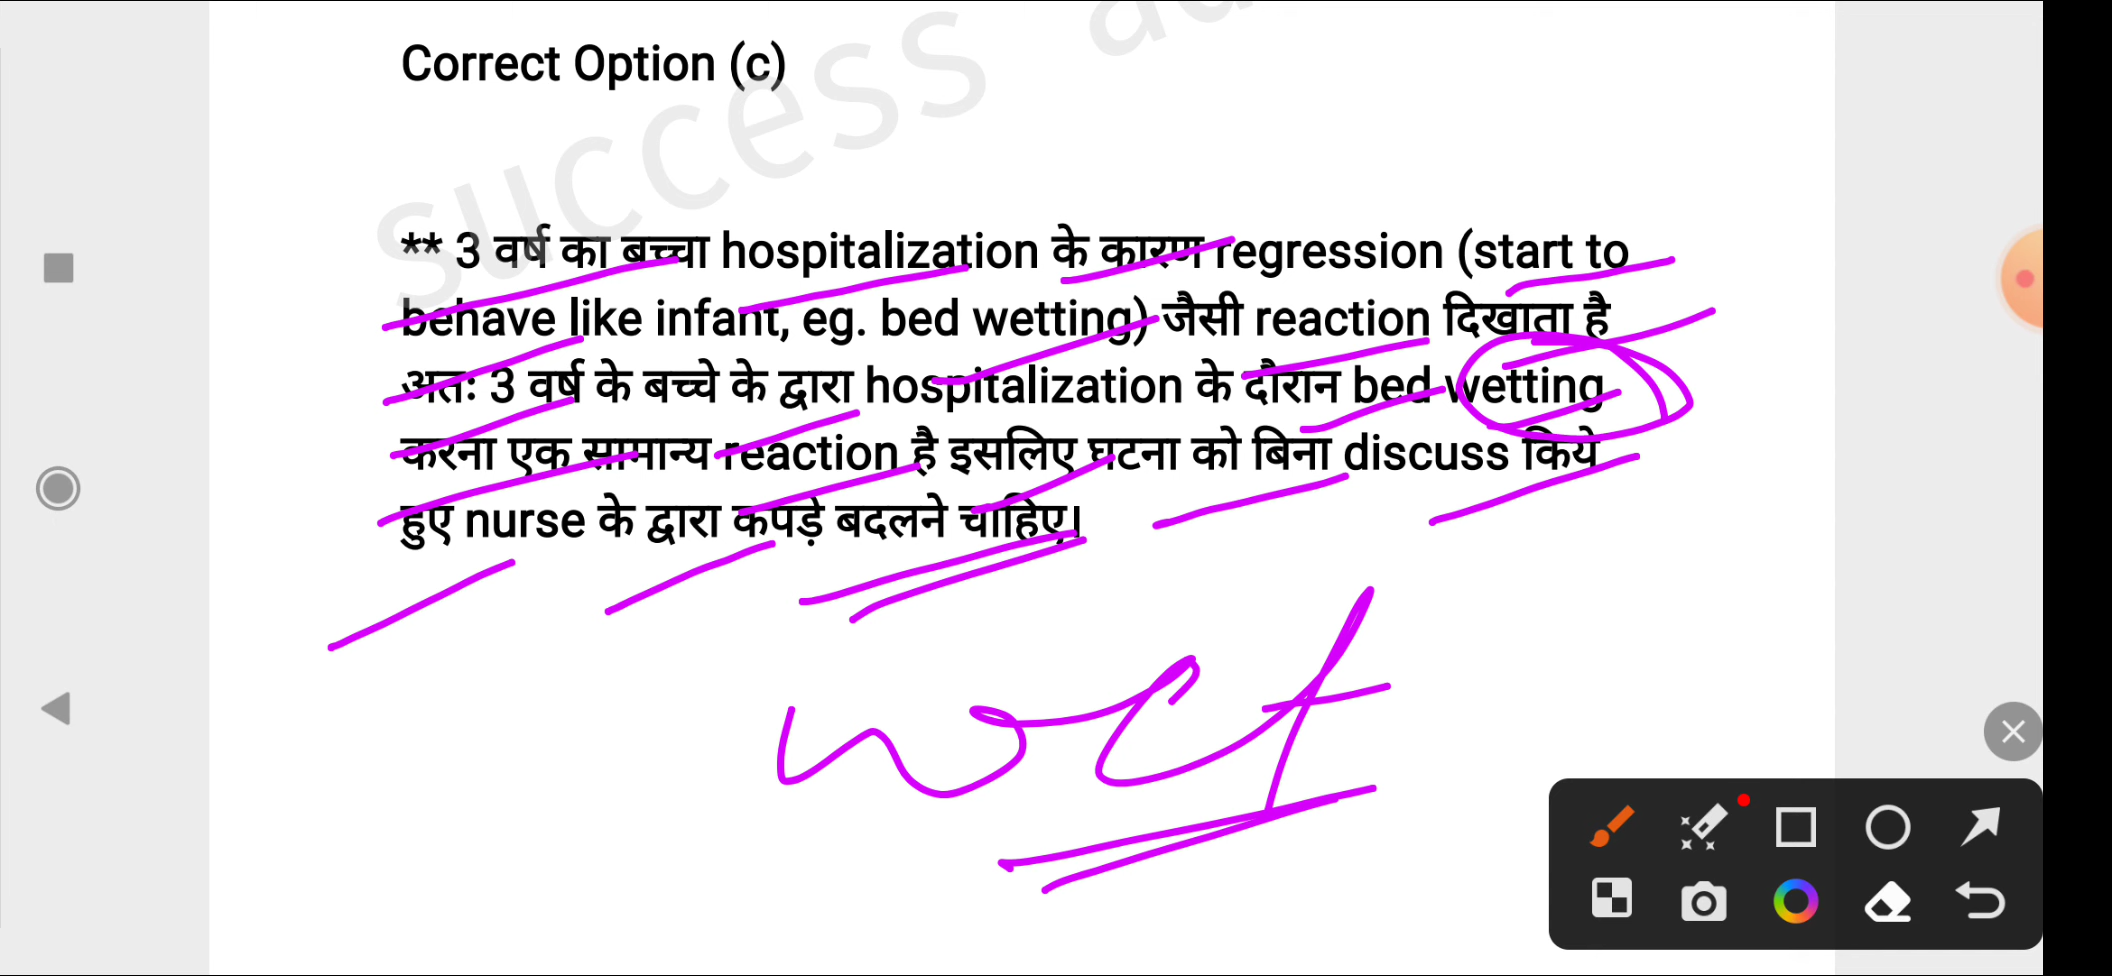 Correct Option (c)
success
** 3 वर्ष का बच्चा hospitalization के कारण regression (start to
behave like infant, eg. bed wetting) जैसी reaction दिखाता है
अतः 3 वर्ष के बच्चे के द्वारा hospitalization के दौरान bed wetting
करना एक सामान्य reaction है इसलिए घटना को बिना discuss किये
हुए nurse के द्वारा कपड़े बदलने चाहिए।